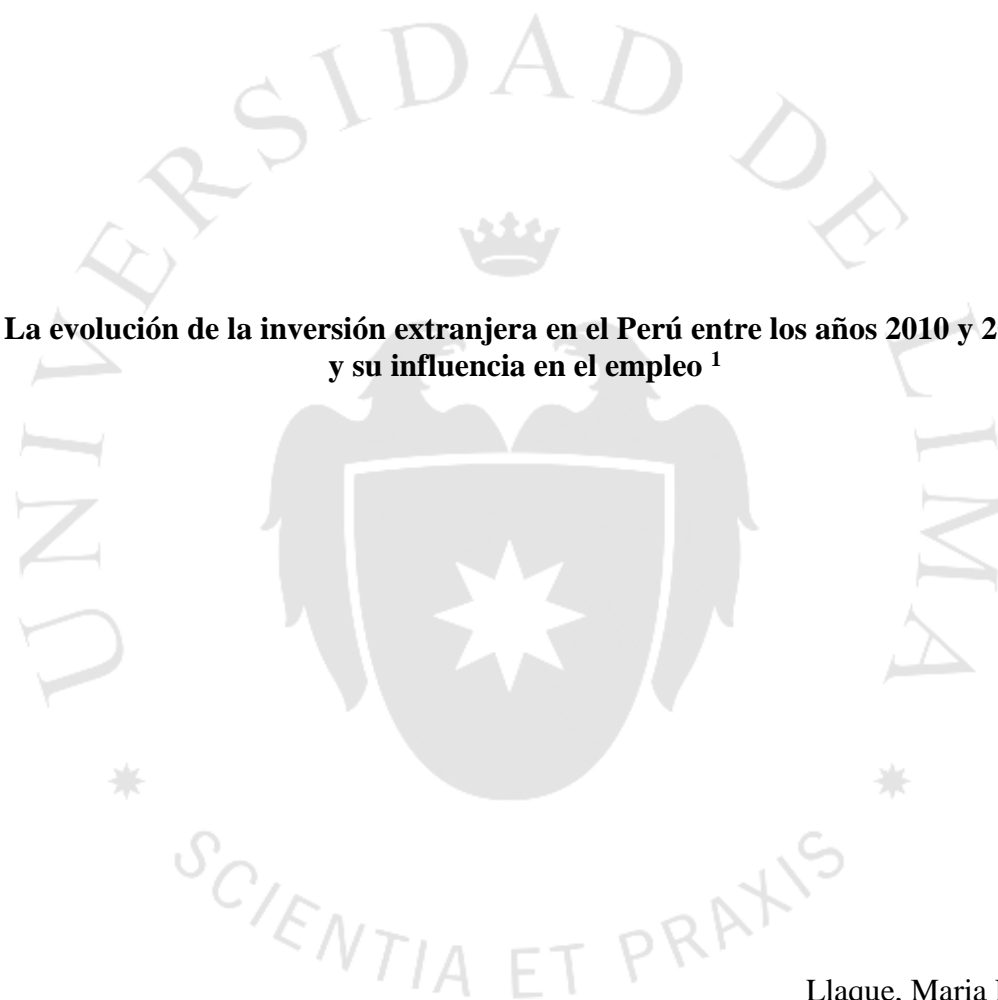 UNIVERSIDAD DE LIMA
La evolución de la inversión extranjera en el Perú entre los años 2010 y 2
y su influencia en el empleo ¹
SCIENTIA ET PRAXIS
Llaque, Maria